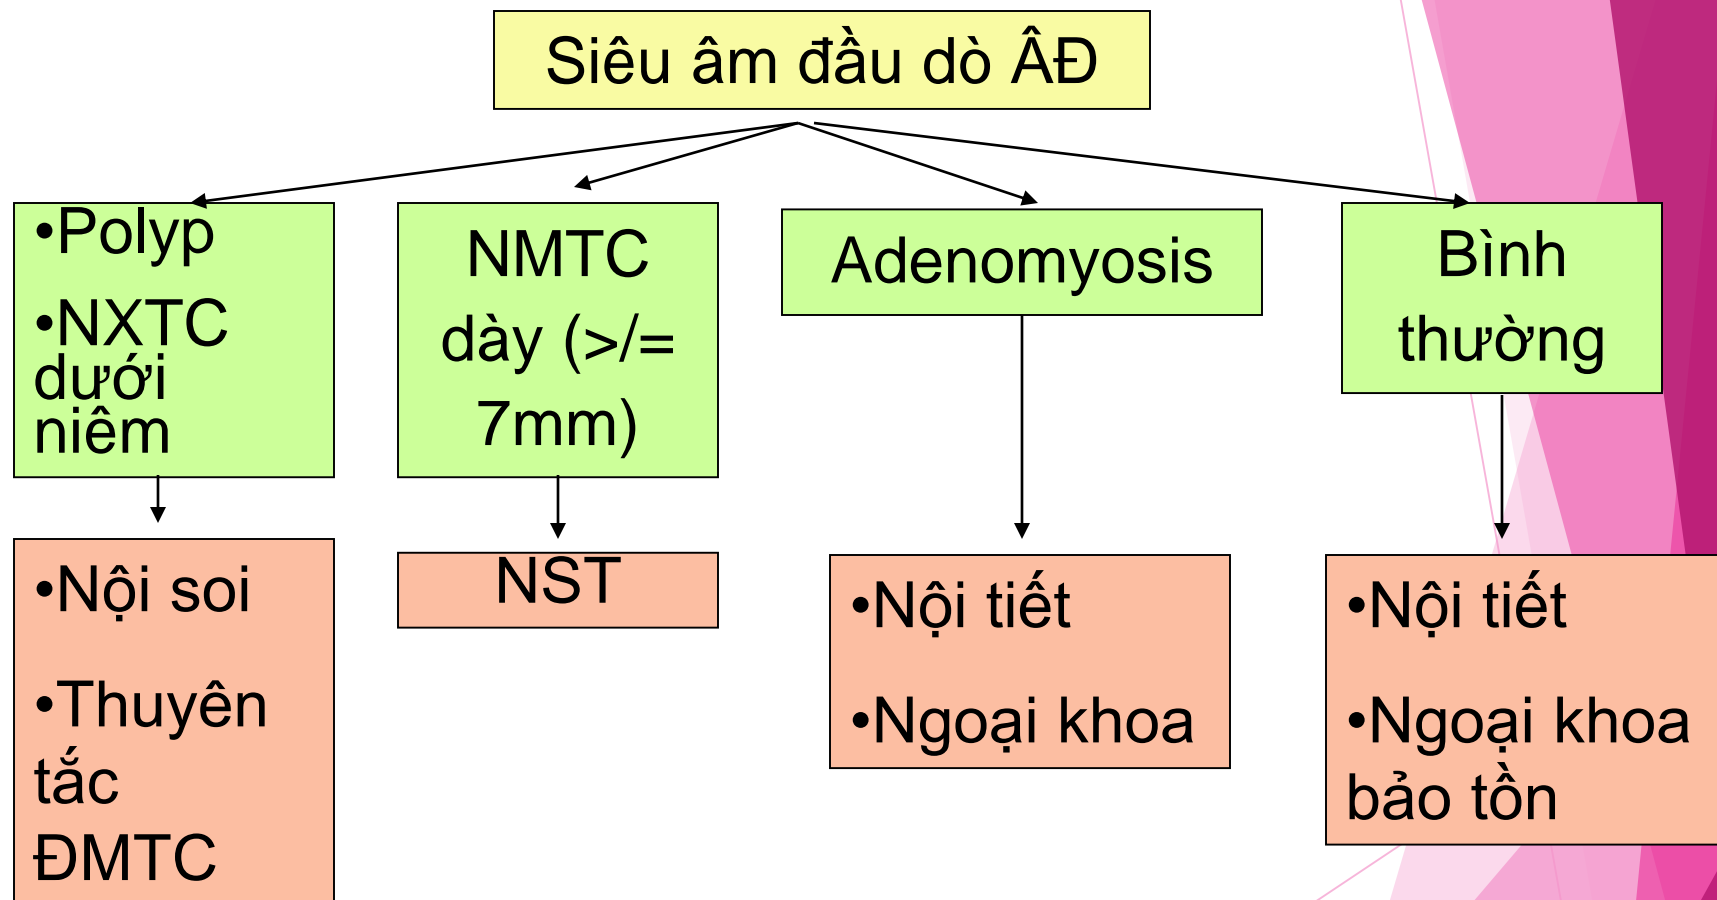 Siêu âm đầu dò ÂĐ
•Polyp
•NXTC
dưới
niêm
NMTC
dày (>/=
7mm)
Adenomyosis
Bình
thường
•Nội soi
•Thuyên
tắc
ĐMTC
NST
•Nội tiết
•Ngoại khoa
•Nội tiết
•Ngoại khoa
bảo tồn